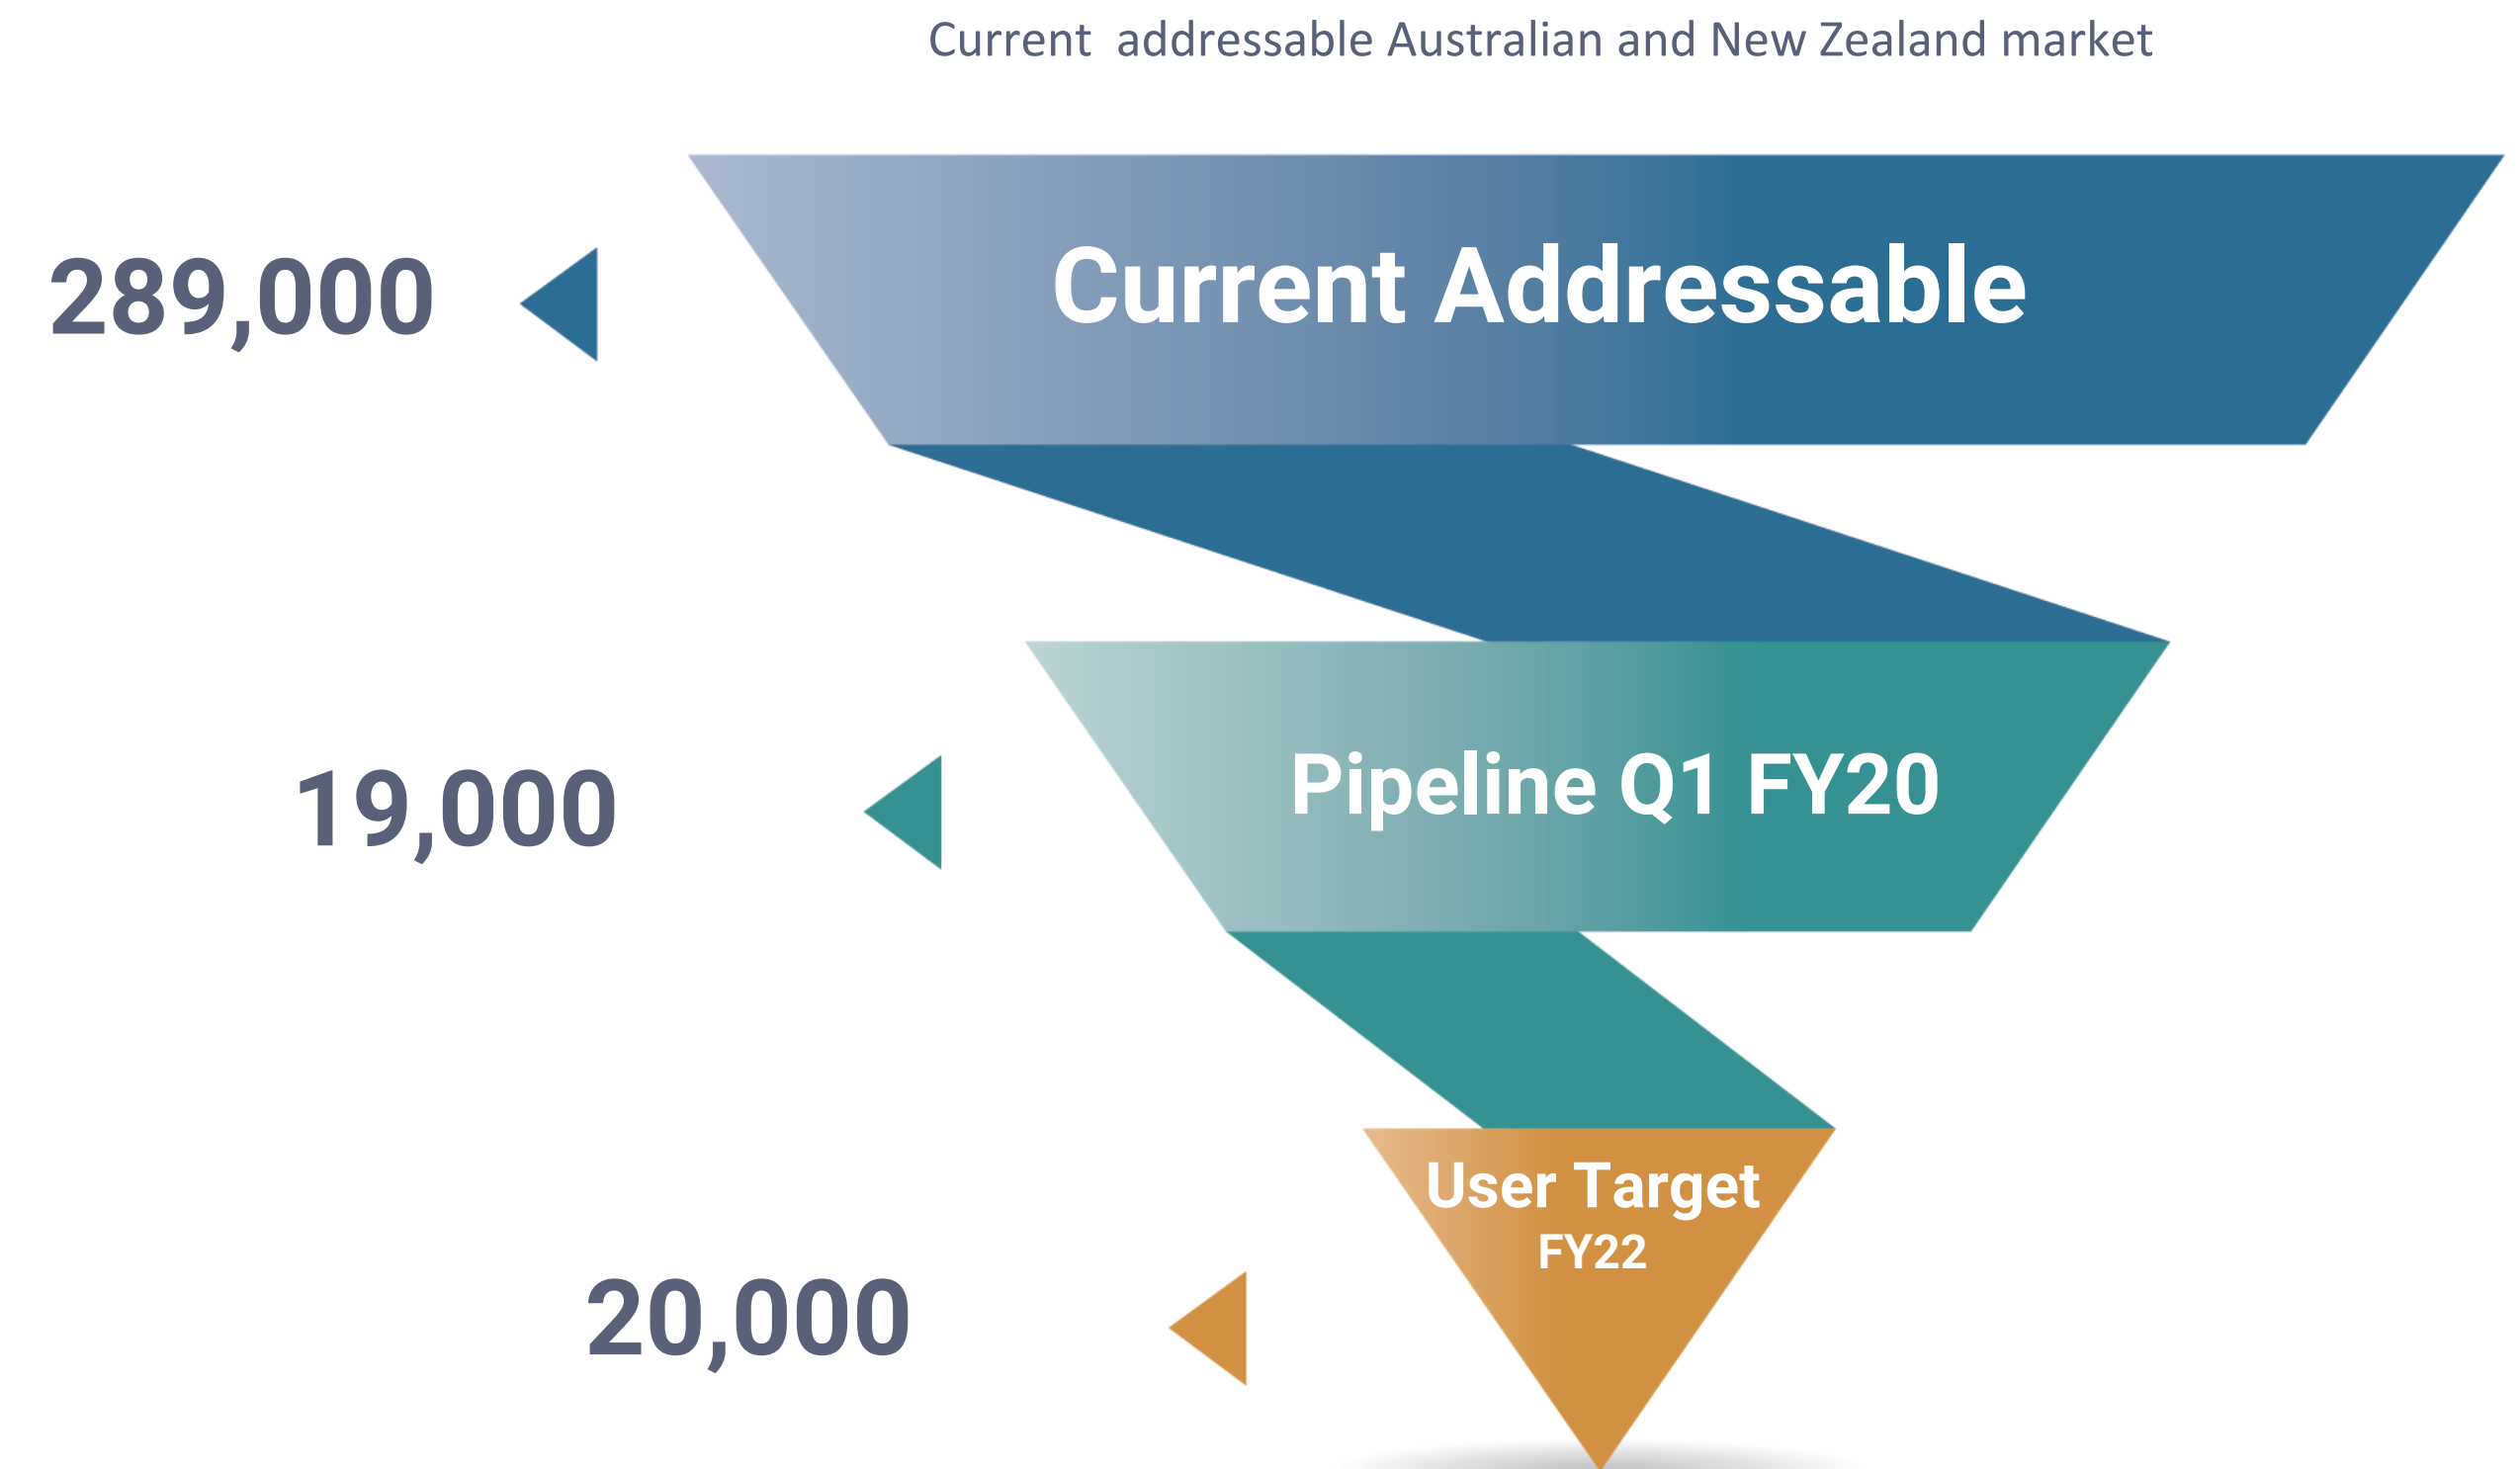 Current addressable Australian and New Zealand market
289,000
Current Addressable
19,000
Pipeline Q1 FY20
User Target
FY22
20,000